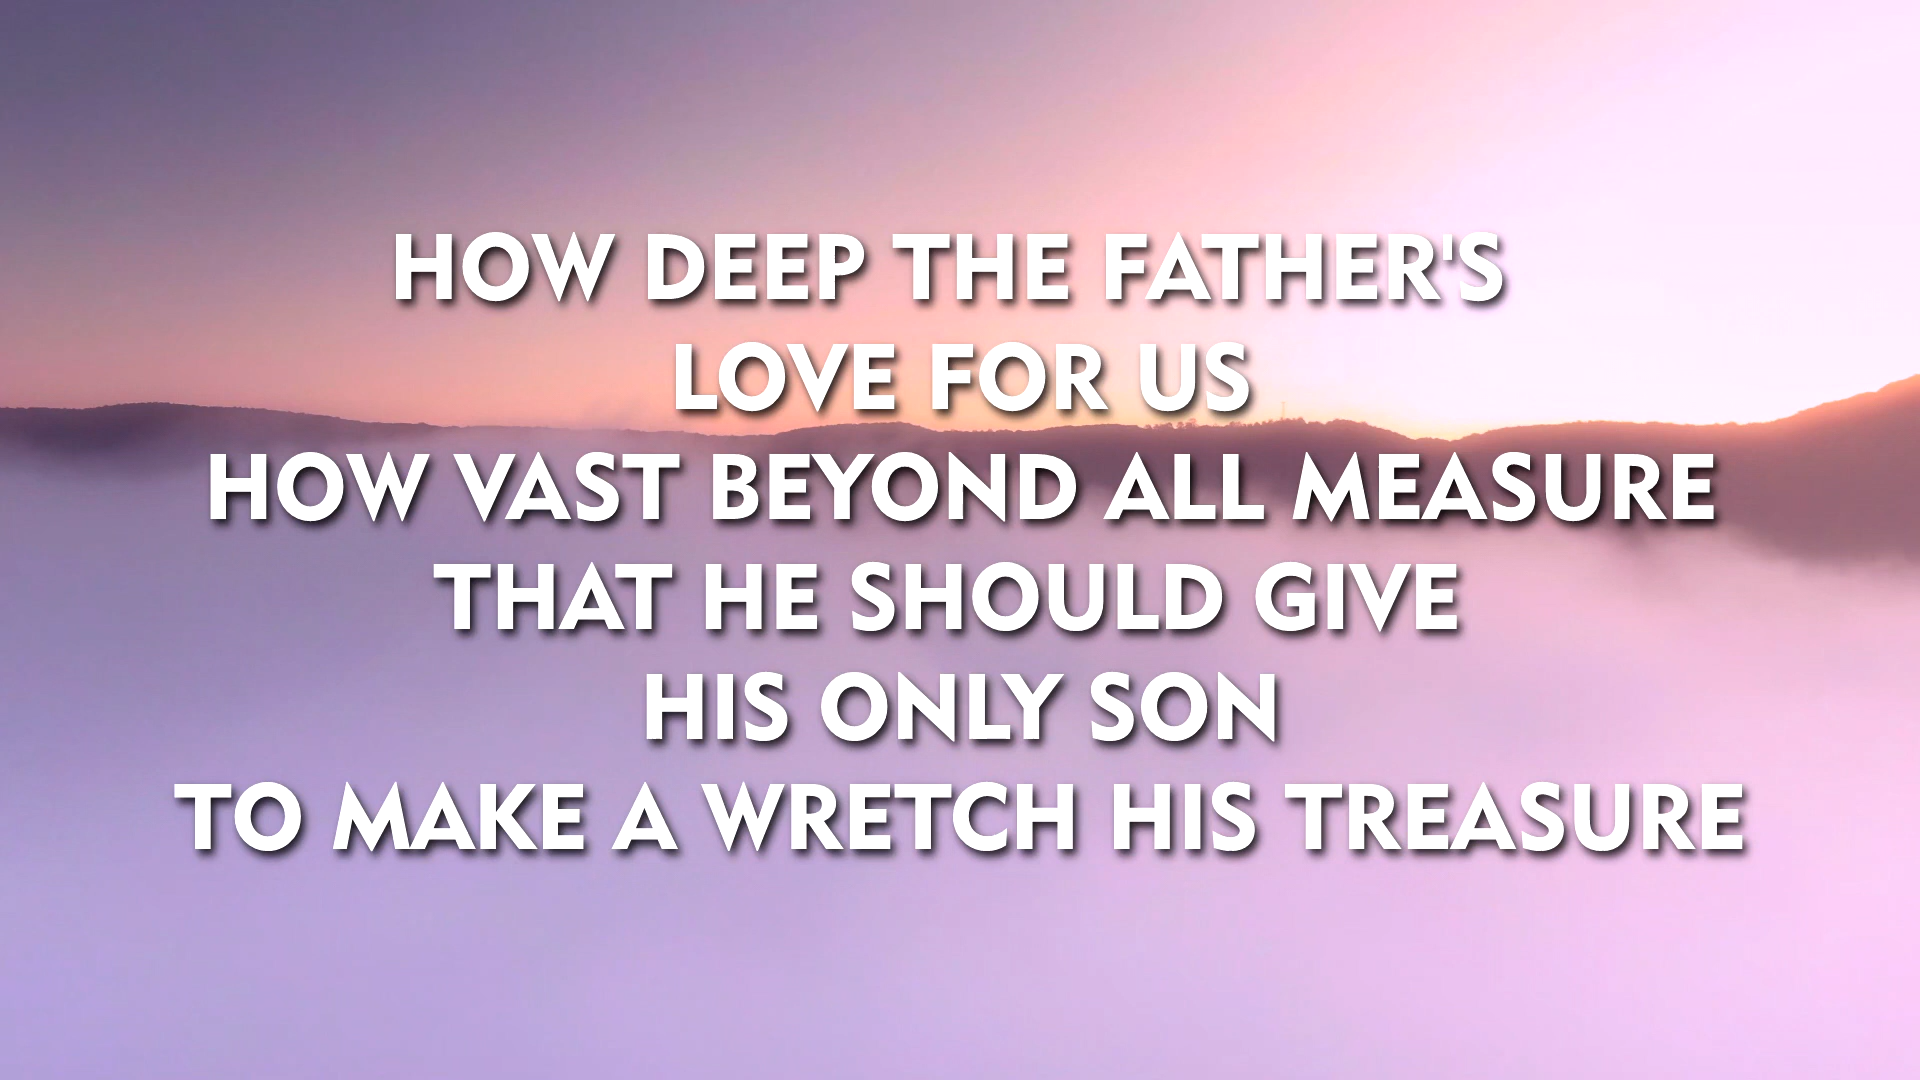 HOW DEEP THE FATHER'S
LOVE FOR US
HOW VAST BEYOND ALL MEASURE
THAT HE SHOULD GIVE
HIS ONLY SON
TO MAKE A WRETCH HIS TREASURE